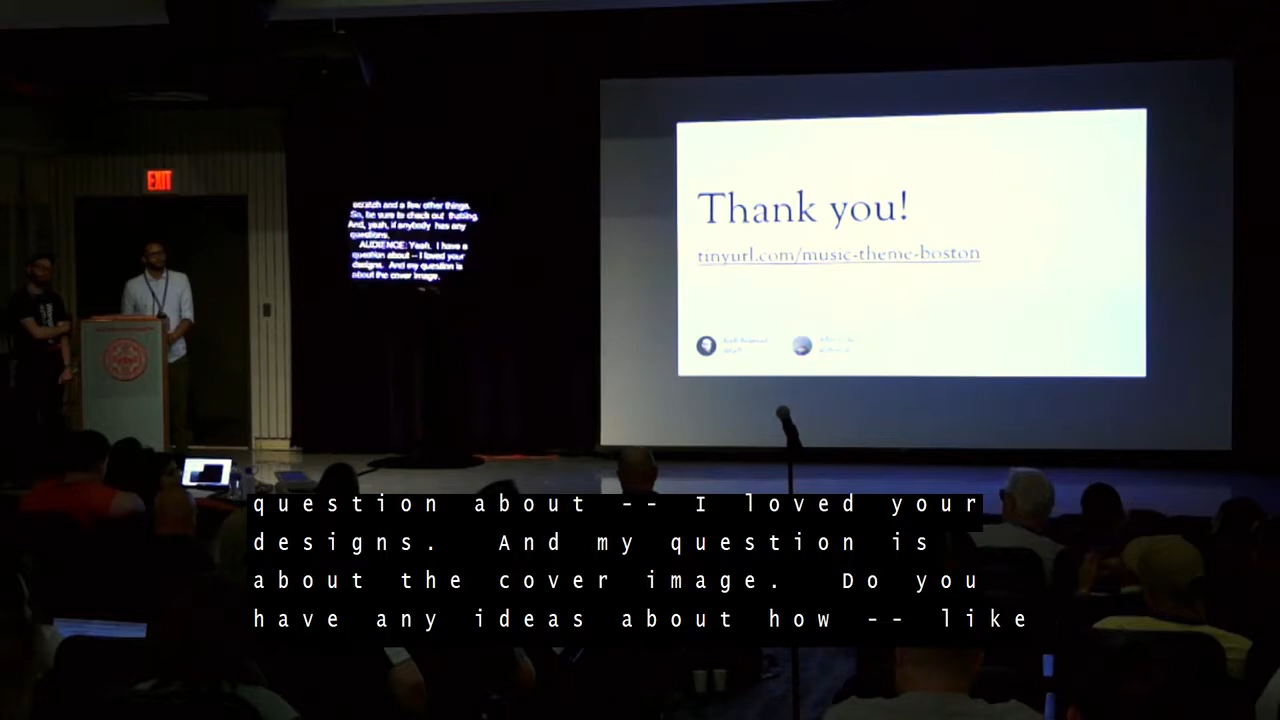 EXIT
scratch and a few other things.
So, be sure to check out that
And, yeah, if anybody has any
questions.
AUDIENCE: Yeah. I have a
question about -- I loved your
designs. And my question is
about the cover image.
Thank you!
tinyurl.com/music-theme-boston
question about -- I loved your
designs. And my question is
about the cover image. Do you
have any ideas about how -- like